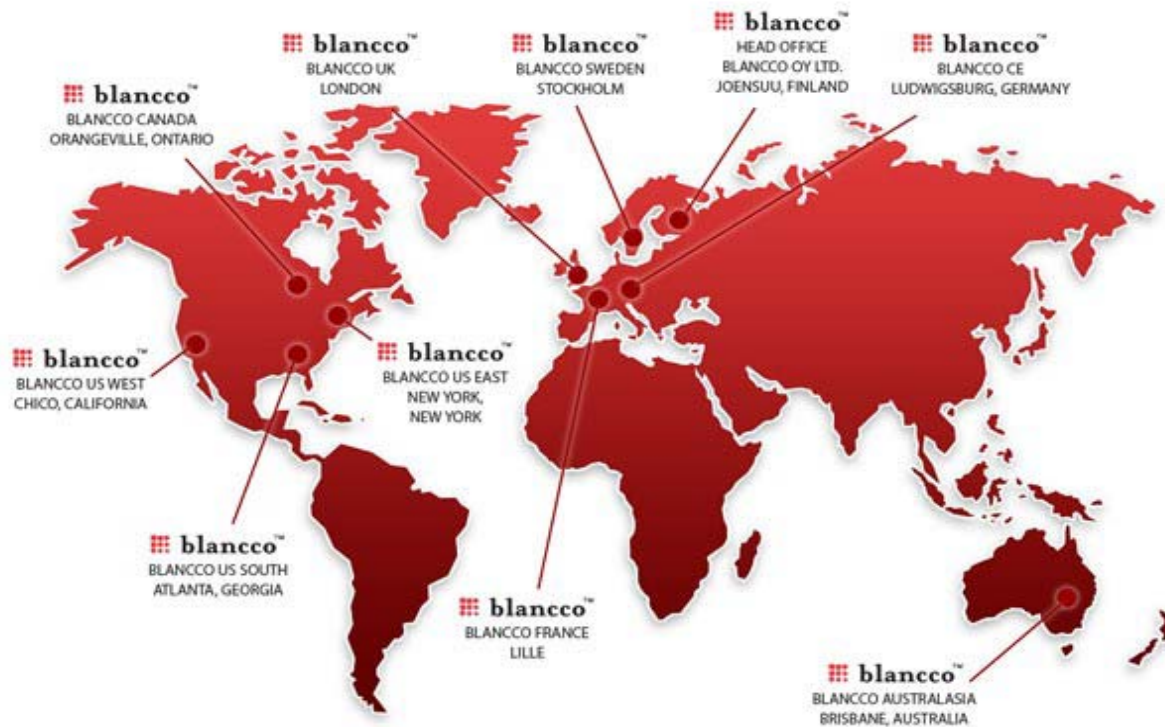 blancco™
BLANCCO UK
LONDON
blancco™
BLANCCO SWEDEN
STOCKHOLM
blancco™
HEAD OFFICE
BLANCCO OY LTD.
JOENSUU, FINLAND
blancco™
BLANCCO CE
LUDWIGSBURG, GERMANY
blancco™
BLANCCO CANADA
ORANGEVILLE, ONTARIO
blancco™
BLANCCO US WEST
CHICO, CALIFORNIA
blancco™
BLANCCO US EAST
NEW YORK,
NEW YORK
blancco™
BLANCCO US SOUTH
ATLANTA, GEORGIA
blancco™
BLANCCO FRANCE
LILLE
blancco™
BLANCCO AUSTRALASIA
BRISBANE, AUSTRALIA